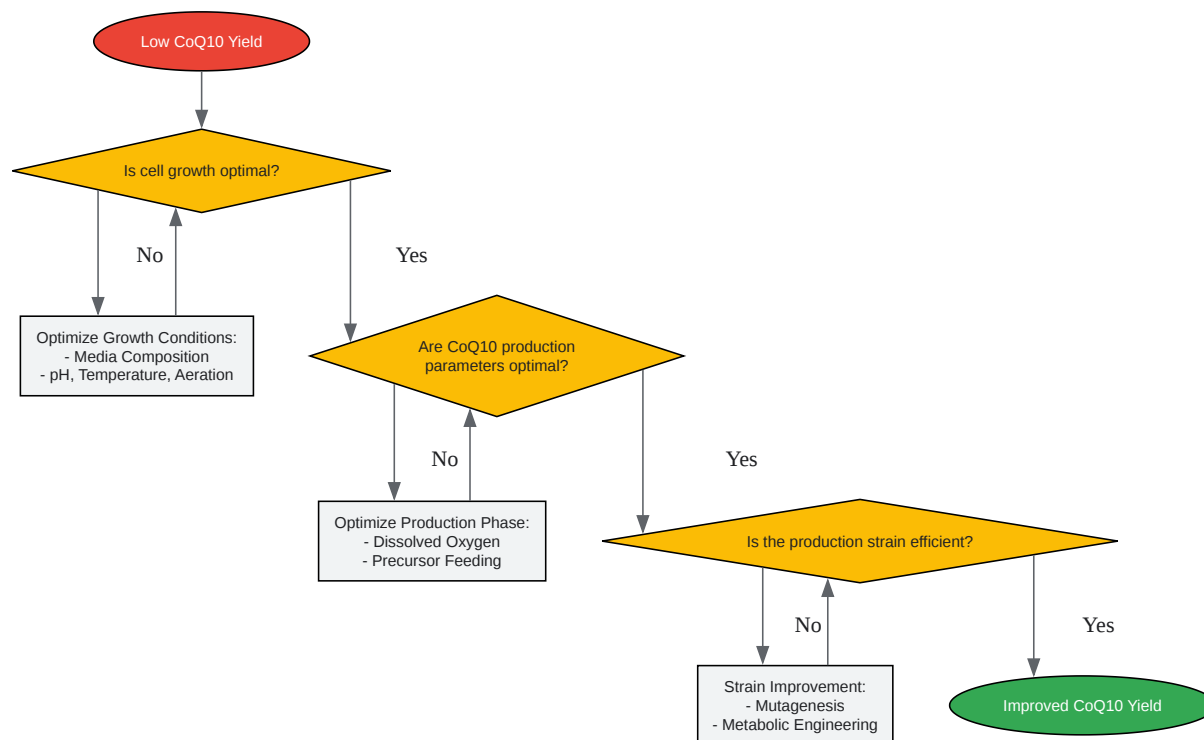 Low CoQ10 Yield
Is cell growth optimal?
No
Yes
Optimize Growth Conditions:
- Media Composition
- pH, Temperature, Aeration
Are CoQ10 production
parameters optimal?
No
Yes
Optimize Production Phase:
- Dissolved Oxygen
- Precursor Feeding
Is the production strain efficient?
No
Yes
Strain Improvement:
- Mutagenesis
- Metabolic Engineering
Improved CoQ10 Yield